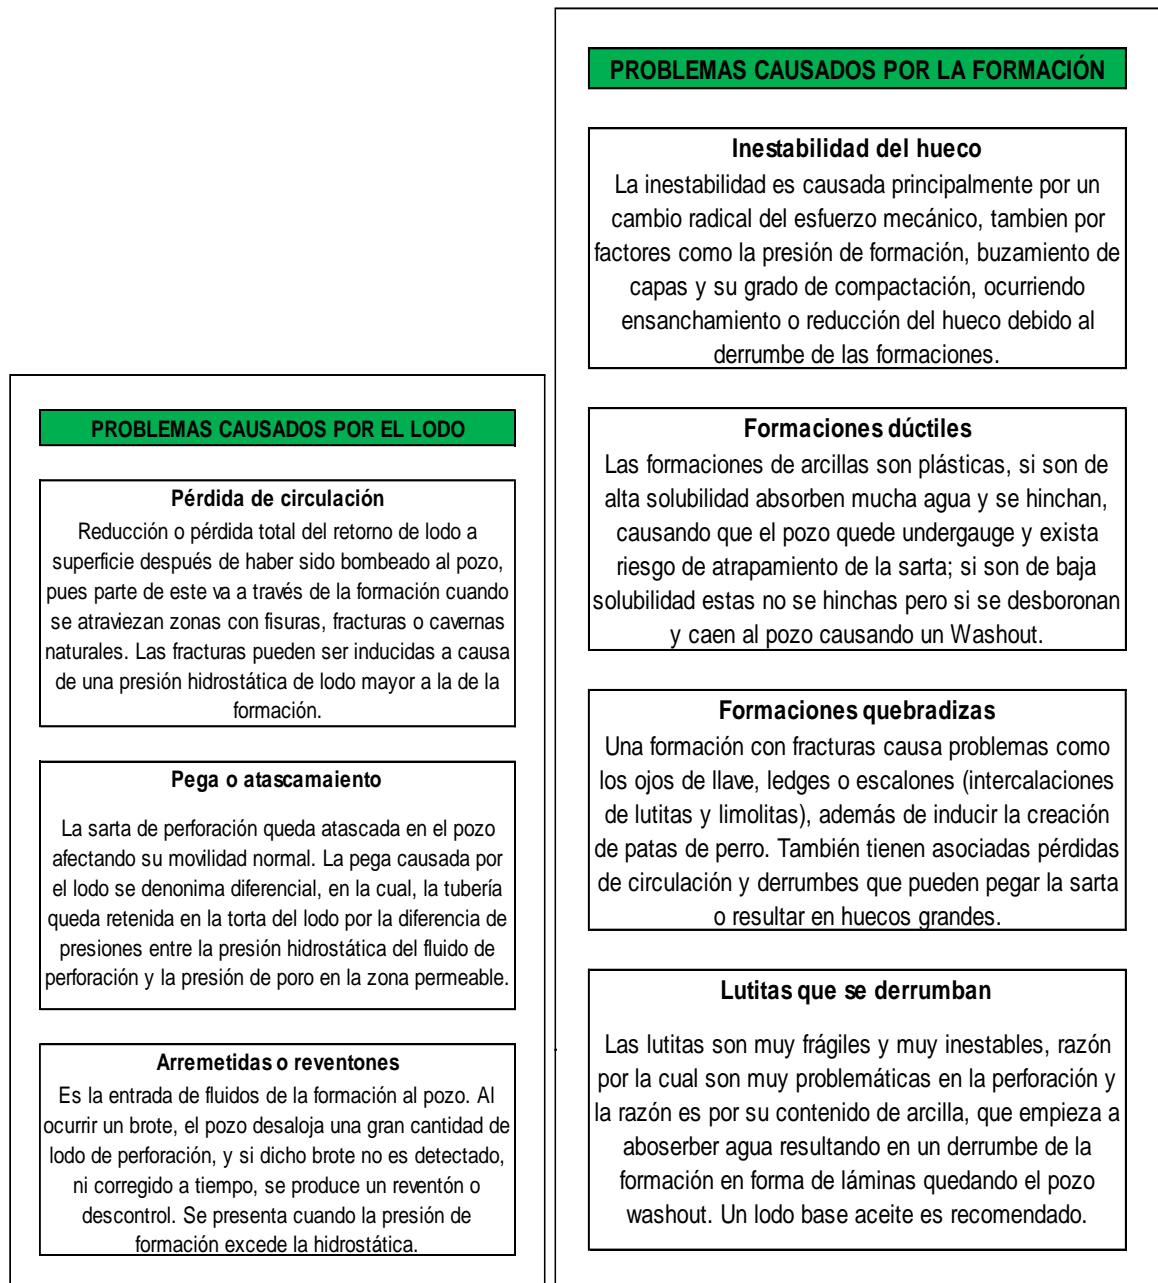 PROBLEMAS CAUSADOS POR EL LODO
Pérdida de circulación
Reducción o pérdida total del retorno de lodo a
superficie después de haber sido bombeado al pozo,
pues parte de este va a través de la formación cuando
se atraviezan zonas con fisuras, fracturas o cavernas
naturales. Las fracturas pueden ser inducidas a causa
de una presión hidrostática de lodo mayor a la de la
formación.
Pega o atascamaiento
La sarta de perforación queda atascada en el pozo
afectando su movilidad normal. La pega causada por
el lodo se denonima diferencial, en la cual, la tubería
queda retenida en la torta del lodo por la diferencia de
presiones entre la presión hidrostática del fluido de
perforación y la presión de poro en la zona permeable.
Arremetidas o reventones
Es la entrada de fluidos de la formación al pozo. Al
ocurrir un brote, el pozo desaloja una gran cantidad de
lodo de perforación, y si dicho brote no es detectado,
ni corregido a tiempo, se produce un reventón o
descontrol. Se presenta cuando la presión de
formación excede la hidrostática.
PROBLEMAS CAUSADOS POR LA FORMACIÓN
Inestabilidad del hueco
La inestabilidad es causada principalmente por un
cambio radical del esfuerzo mecánico, tambien por
factores como la presión de formación, buzamiento de
capas y su grado de compactación, ocurriendo
ensanchamiento o reducción del hueco debido al
derrumbe de las formaciones.
Formaciones dúctiles
Las formaciones de arcillas son plásticas, si son de
alta solubilidad absorben mucha agua y se hinchan,
causando que el pozo quede undergauge y exista
riesgo de atrapamiento de la sarta; si son de baja
solubilidad estas no se hinchas pero si se desboronan
y caen al pozo causando un Washout.
Formaciones quebradizas
Una formación con fracturas causa problemas como
los ojos de llave, ledges o escalones (intercalaciones
de lutitas y limolitas), además de inducir la creación
de patas de perro. También tienen asociadas pérdidas
de circulación y derrumbes que pueden pegar la sarta
o resultar en huecos grandes.
Lutitas que se derrumban
Las lutitas son muy frágiles y muy inestables, razón
por la cual son muy problemáticas en la perforación y
la razón es por su contenido de arcilla, que empieza a
aboserber agua resultando en un derrumbe de la
formación en forma de láminas quedando el pozo
washout. Un lodo base aceite es recomendado.